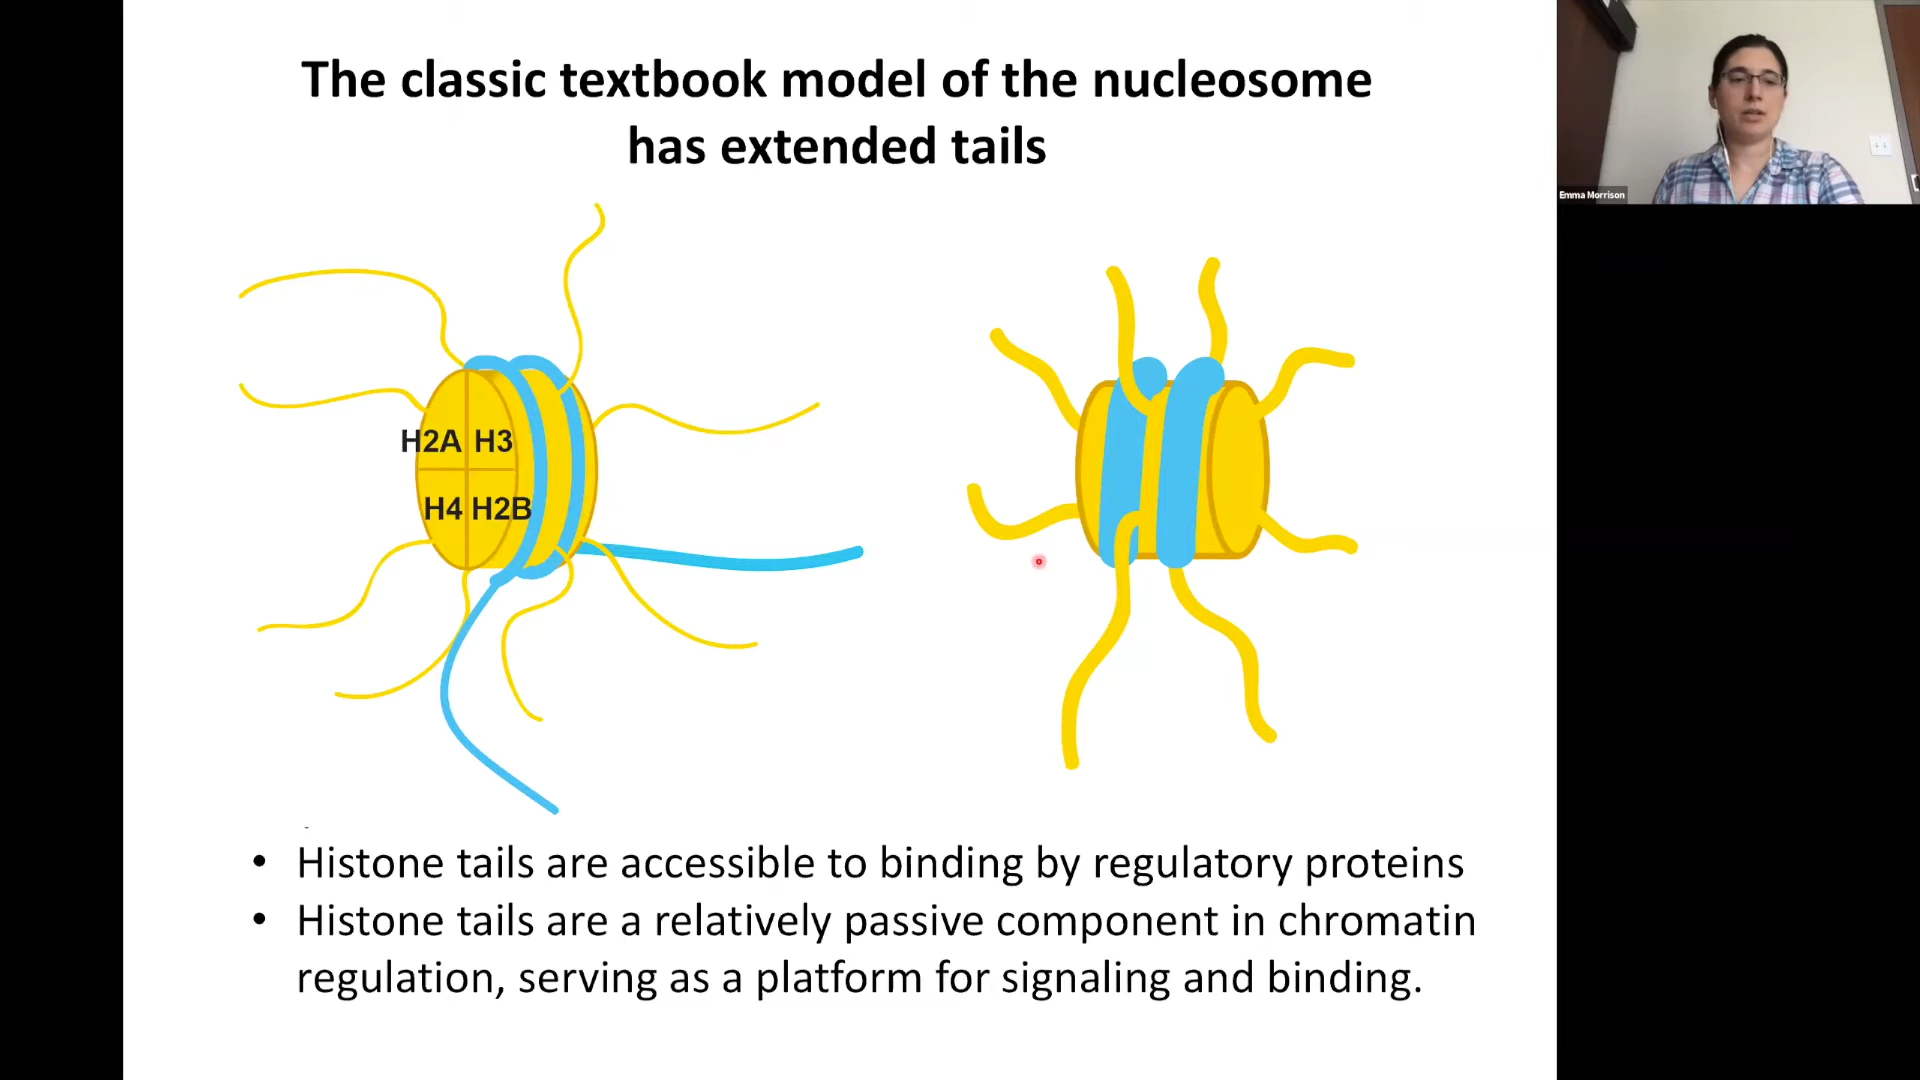 The classic textbook model of the nucleosome
has extended tails
Emma Morrison
H2A H3
H4 H2B
• Histone tails are accessible to binding by regulatory proteins
• Histone tails are a relatively passive component in chromatin
regulation, serving as a platform for signaling and binding.